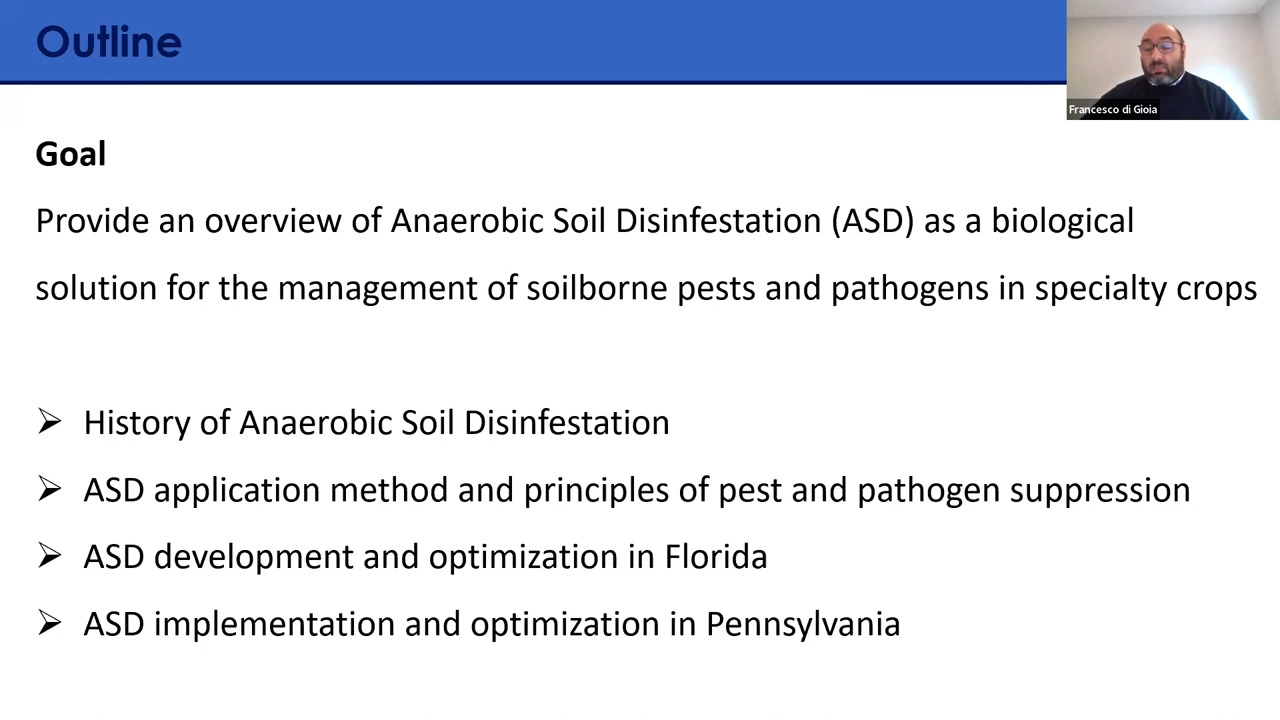 Outline
Francesco di Gioia
Goal
Provide an overview of Anaerobic Soil Disinfestation (ASD) as a biological
solution for the management of soilborne pests and pathogens in specialty crops
➢ History of Anaerobic Soil Disinfestation
➢ ASD application method and principles of pest and pathogen suppression
➢ ASD development and optimization in Florida
➢ ASD implementation and optimization in Pennsylvania